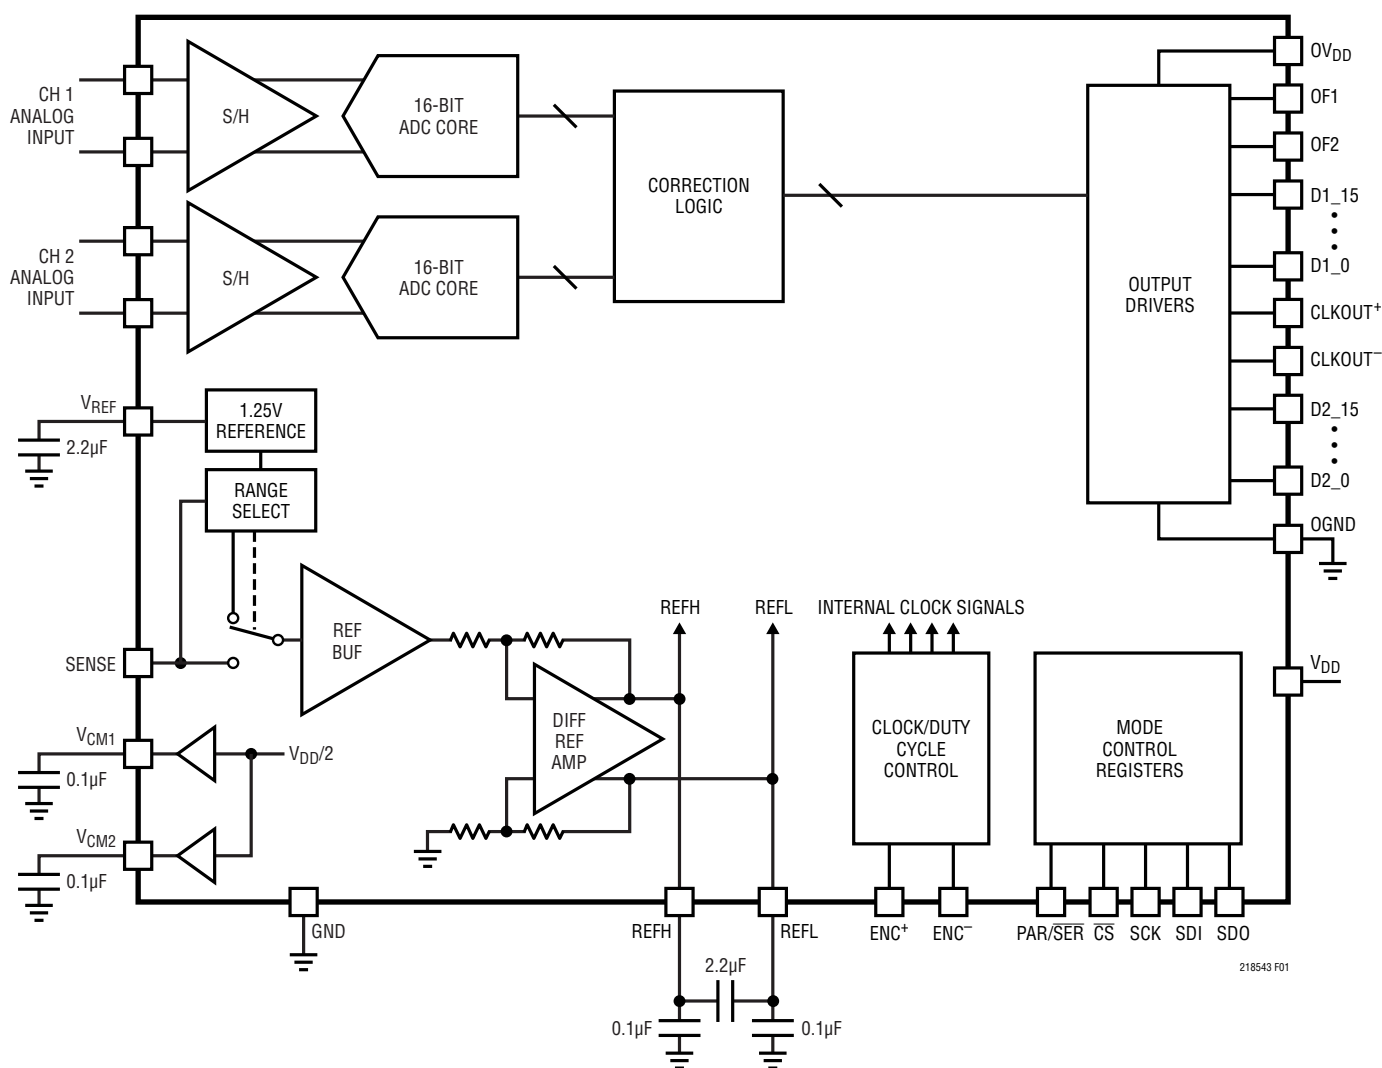 CH 1
ANALOG
INPUT
S/H
16-BIT
ADC CORE
CH 2
ANALOG
INPUT
S/H
16-BIT
ADC CORE
CORRECTION
LOGIC
OUTPUT
DRIVERS
OVDD
OF1
OF2
D1_15
D1_0
CLKOUT+
CLKOUT–
D2_15
D2_0
OGND
VDD
VREF
2.2µF
1.25V
REFERENCE
RANGE
SELECT
SENSE
REF
BUF
VCM1
0.1µF
VDD/2
VCM2
0.1µF
DIFF
REF
AMP
REFH
REFL
INTERNAL CLOCK SIGNALS
CLOCK/DUTY
CYCLE
CONTROL
MODE
CONTROL
REGISTERS
GND
REFH
REFL
ENC+
ENC–
PAR/S̅E̅R̅
C̅S̅
SCK
SDI
SDO
2.2µF
0.1µF
0.1µF
218543 F01